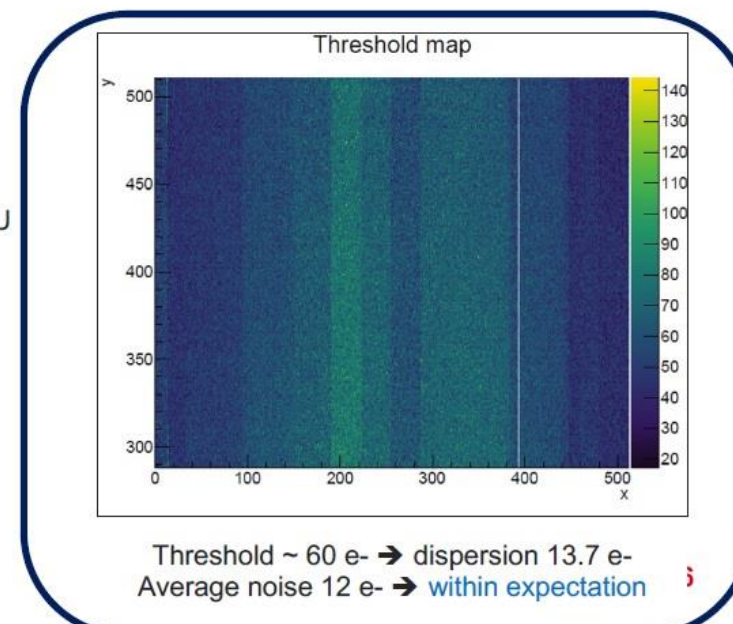 Threshold map
y
500
450
400
350
300
0 100 200 300 400 500
x
140
130
120
110
100
90
80
70
60
50
40
30
20
U
Threshold ~ 60 e- ➔ dispersion 13.7 e-
Average noise 12 e- ➔ within expectation